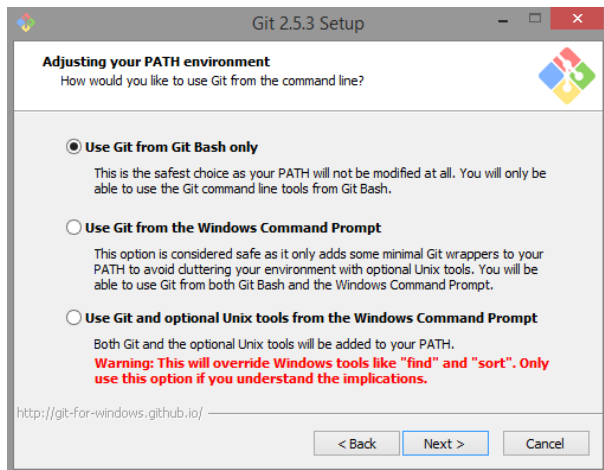 Git 2.5.3 Setup
Adjusting your PATH environment
How would you like to use Git from the command line?
Use Git from Git Bash only
This is the safest choice as your PATH will not be modified at all. You will only be
able to use the Git command line tools from Git Bash.
Use Git from the Windows Command Prompt
This option is considered safe as it only adds some minimal Git wrappers to your
PATH to avoid cluttering your environment with optional Unix tools. You will be
able to use Git from both Git Bash and the Windows Command Prompt.
Use Git and optional Unix tools from the Windows Command Prompt
Both Git and the optional Unix tools will be added to your PATH.
Warning: This will override Windows tools like "find" and "sort". Only
use this option if you understand the implications.
http://git-for-windows.github.io/
< Back Next > Cancel